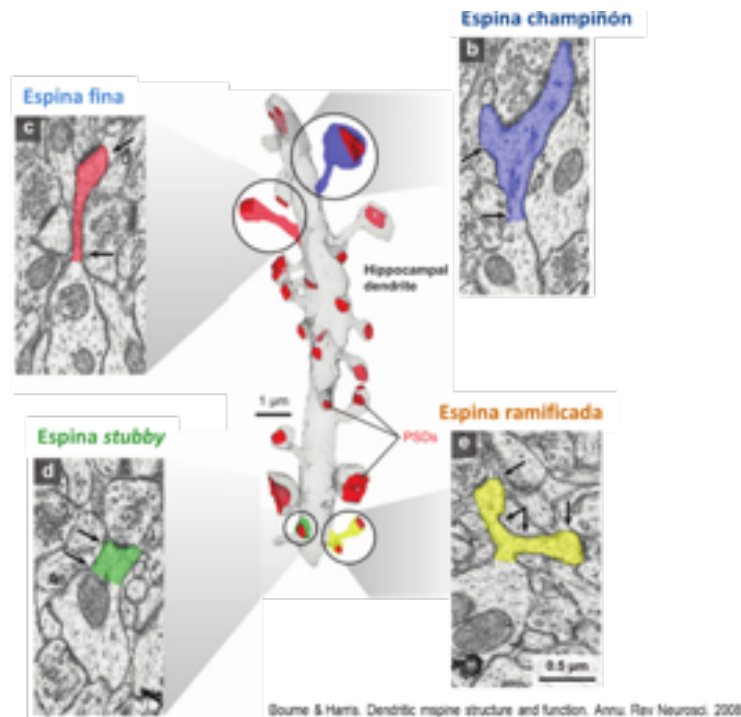 Espina champiñón
b
Espina fina
c
Hippocampal
dendrite
1 µm
Espina stubby
d
Espina ramificada
e
PSDs
0.5 µm
Bourne & Harris. Dendritic mspine structure and function. Annu. Rev Neurosci. 2008